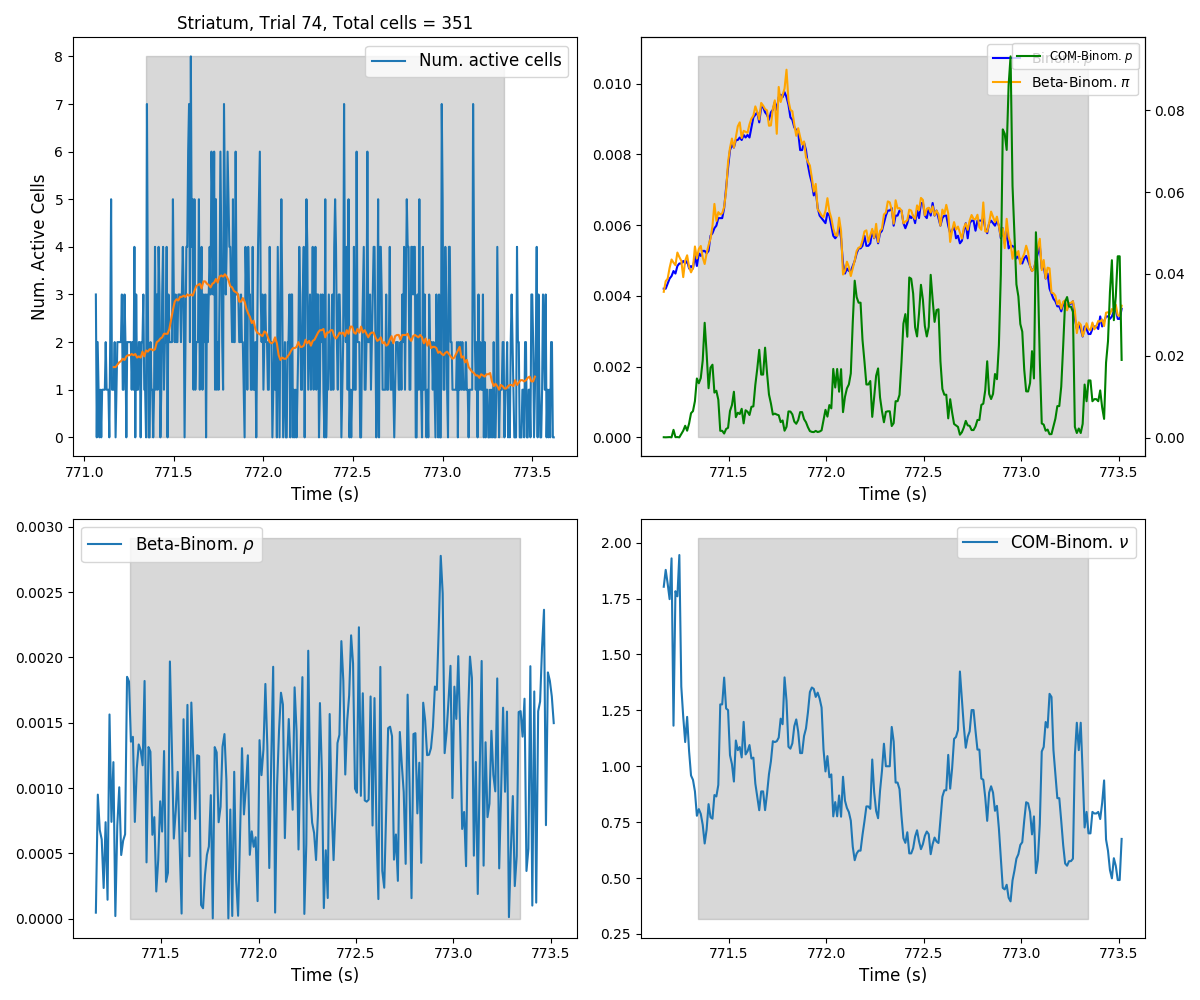 Striatum, Trial 74, Total cells = 351
Num. active cells
Num. Active Cells
8
7
6
5
4
3
2
1
0
771.0 771.5 772.0 772.5 773.0 773.5
Time (s)
COM-Binom. p
Beta-Binom. π
0.010
0.008
0.006
0.004
0.002
0.000
0.08
0.06
0.04
0.02
0.00
771.5 772.0 772.5 773.0 773.5
Time (s)
Beta-Binom. ρ
0.0030
0.0025
0.0020
0.0015
0.0010
0.0005
0.0000
771.5 772.0 772.5 773.0 773.5
Time (s)
COM-Binom. ν
2.00
1.75
1.50
1.25
1.00
0.75
0.50
0.25
771.5 772.0 772.5 773.0 773.5
Time (s)